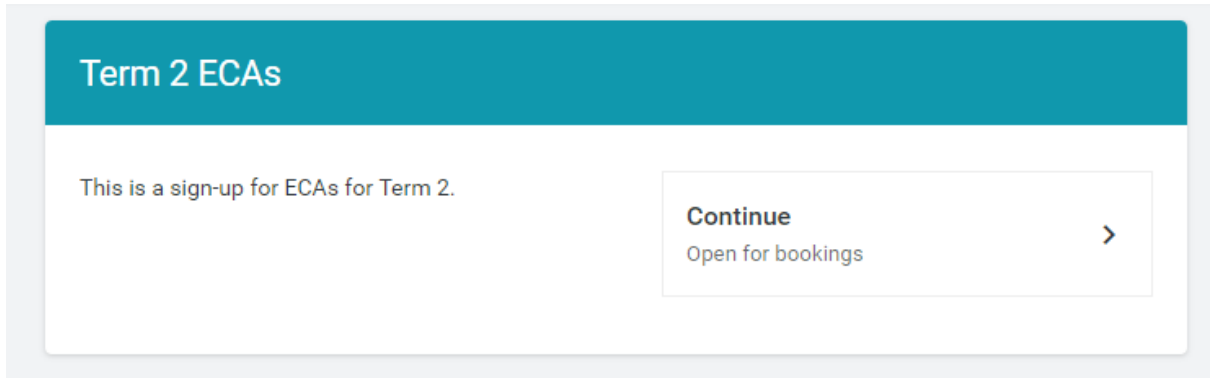 Term 2 ECAs
This is a sign-up for ECAs for Term 2.
Continue
Open for bookings